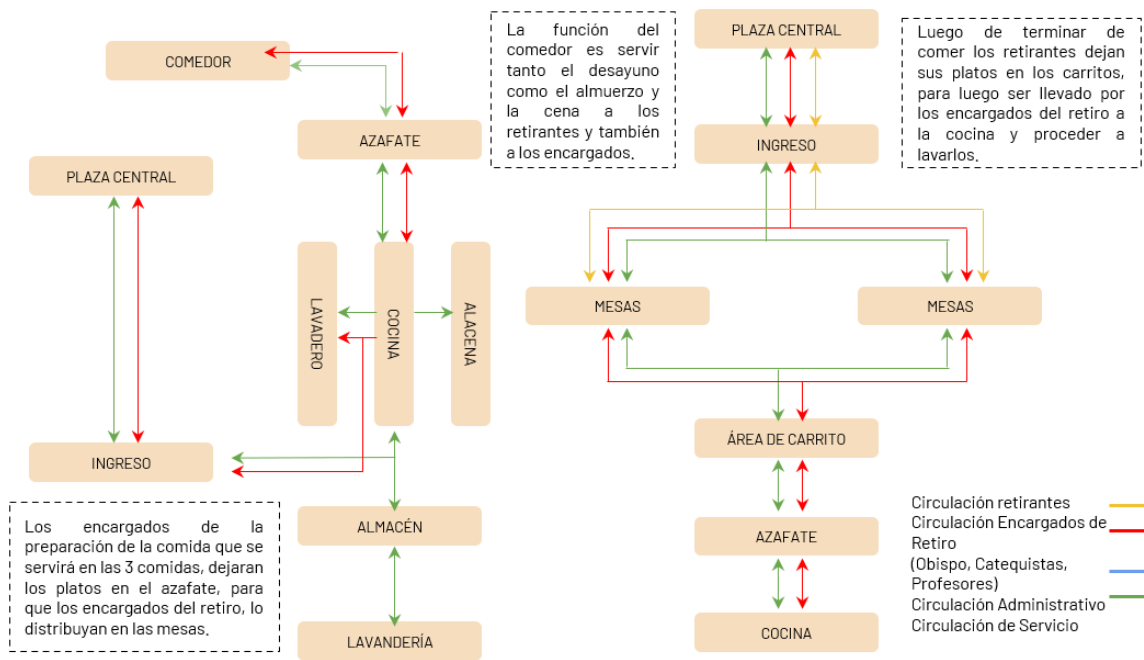 COMEDOR
AZAFATE
PLAZA CENTRAL
LAVADERO
COCINA
ALACENA
INGRESO
ALMACÉN
LAVANDERÍA
Los encargados de la
preparación de la comida que se
servirá en las 3 comidas, dejaran
los platos en el azafate, para
que los encargados del retiro, lo
distribuyan en las mesas.
La función del
comedor es servir
tanto el desayuno
como el almuerzo y
la cena a los
retirantes y también
a los encargados.
PLAZA CENTRAL
INGRESO
Luego de terminar de
comer los retirantes dejan
sus platos en los carritos,
para luego ser llevado por
los encargados del retiro a
la cocina y proceder a
lavarlos.
MESAS
MESAS
ÁREA DE CARRITO
AZAFATE
COCINA
Circulación retirantes
Circulación Encargados de
Retiro
(Obispo, Catequistas,
Profesores)
Circulación Administrativo
Circulación de Servicio